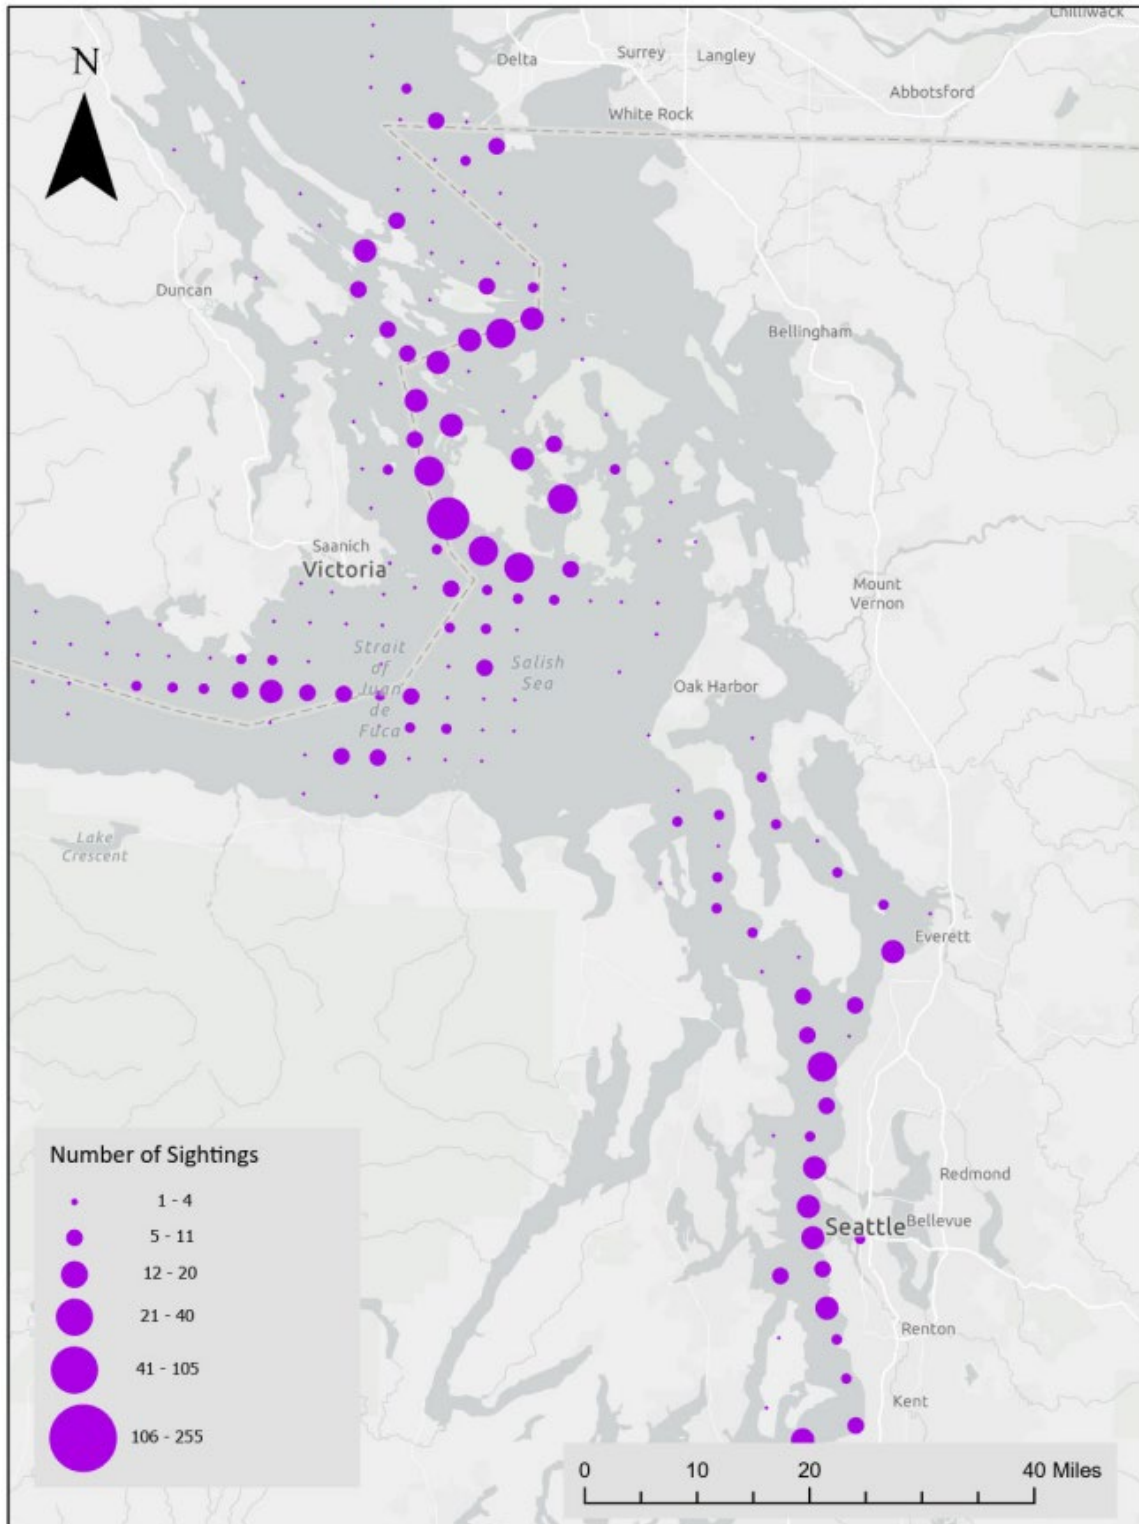 Chilliwack
N
Delta
Surrey
Langley
Abbotsford
White Rock
Duncan
Bellingham
Saanich
Victoria
Mount
Vernon
Strait
of
Juan
de
Fuca
Salish
Sea
Oak Harbor
Lake
Crescent
Everett
Number of Sightings
1 - 4
5 - 11
12 - 20
21 - 40
41 - 105
106 - 255
Redmond
Seattle
Bellevue
Renton
Kent
0 10 20 40 Miles